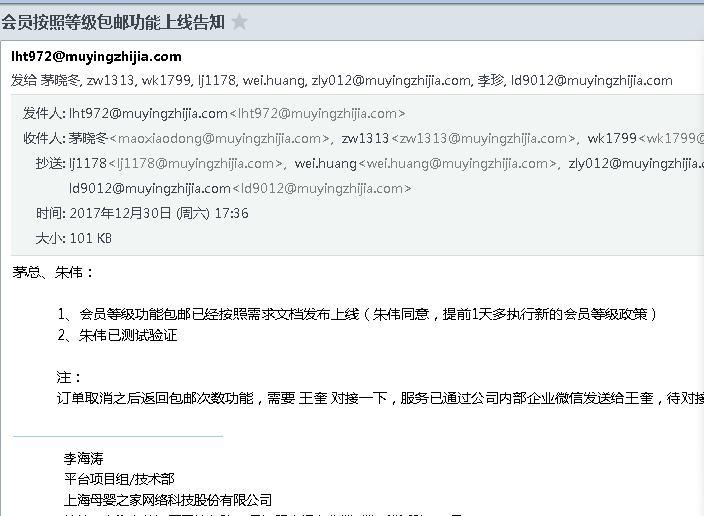 会员按照等级包邮功能上线告知
lht972@muyingzhijia.com
发给 茅晓冬, zw1313, wk1799, lj1178, wei.huang, zly012@muyingzhijia.com, 李珍, ld9012@muyingzhijia.com
发件人: lht972@muyingzhijia.com<lht972@muyingzhijia.com>
收件人: 茅晓冬<maoxiaodong@muyingzhijia.com>, zw1313<zw1313@muyingzhijia.com>, wk1799<wk1799@
抄送: lj1178<lj1178@muyingzhijia.com>, wei.huang<wei.huang@muyingzhijia.com>, zly012@muyingzhijia.
ld9012@muyingzhijia.com<ld9012@muyingzhijia.com>
时间: 2017年12月30日 (周六) 17:36
大小: 101 KB
茅总、朱伟：
1、会员等级功能包邮已经按照需求文档发布上线（朱伟同意，提前1天多执行新的会员等级政策）
2、朱伟已测试验证
注：
订单取消之后返回包邮次数功能，需要 王奎 对接一下，服务已通过公司内部企业微信发送给王奎，待对接
李海涛
平台项目组/技术部
上海母婴之家网络科技股份有限公司